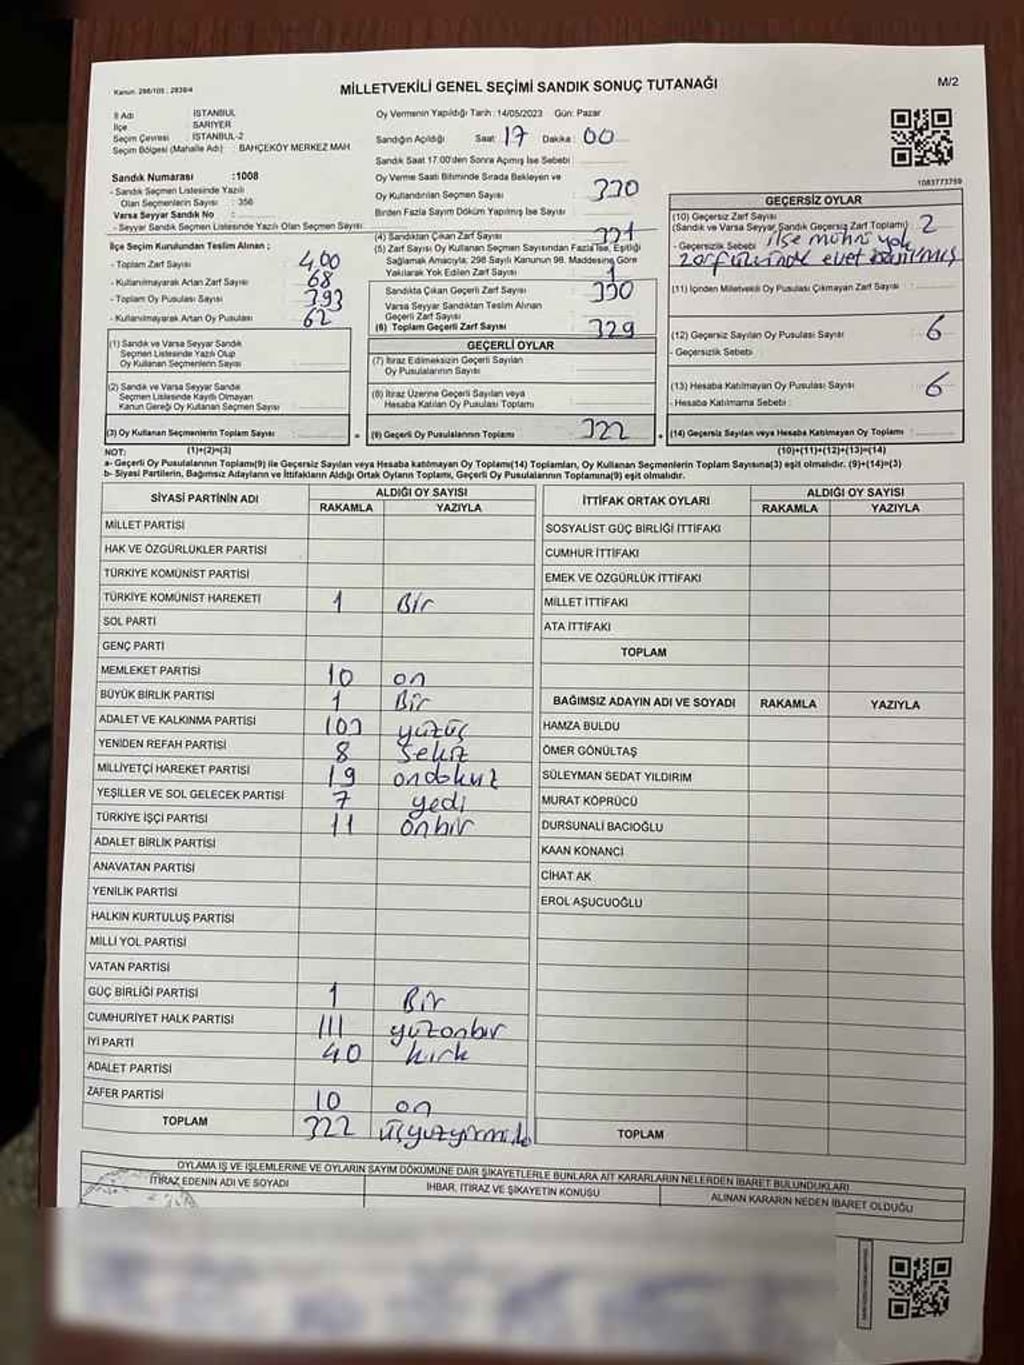 Kanun: 298/105 ; 2839/4
MİLLETVEKİLİ GENEL SEÇİMİ SANDIK SONUÇ TUTANAĞI
M/2
İl Adı : İSTANBUL
İlçe : SARIYER
Seçim Çevresi : İSTANBUL-2
Seçim Bölgesi (Mahalle Adı) : BAHÇEKÖY MERKEZ MAH
Oy Vermenin Yapıldığı Tarih : 14/05/2023 Gün: Pazar
Sandığın Açıldığı Saat: 17 Dakika: 00
Sandık Saat 17:00'den Sonra Açımış İse Sebebi :
Sandık Numarası :1008
- Sandık Seçmen Listesinde Yazılı
Olan Seçmenlerin Sayısı : 356
Varsa Seyyar Sandık No :
- Seyyar Sandık Seçmen Listesinde Yazılı Olan Seçmen Sayısı
Oy Verme Saati Bitiminde Sırada Bekleyen ve
Oy Kullandırılan Seçmen Sayısı : 330
Birden Fazla Sayım Dökümü Yapılmış İse Sayısı :
1083773759
İlçe Seçim Kurulundan Teslim Alınan ;
- Toplam Zarf Sayısı : 400
- Kullanılmayarak Artan Zarf Sayısı : 68
- Toplam Oy Pusulası Sayısı : 393
- Kullanılmayarak Artan Oy Pusulası : 62
(4) Sandıktan Çıkan Zarf Sayısı : 331
(5) Zarf Sayısı Oy Kullanan Seçmen Sayısından Fazla İse, Eşitliği
Sağlamak Amacıyla; 298 Sayılı Kanunun 98. Maddesine Göre
Yakılarak Yok Edilen Zarf Sayısı : 1
Sandıkta Çıkan Geçerli Zarf Sayısı : 330
Varsa Seyyar Sandıktan Teslim Alınan
Geçerli Zarf Sayısı :
(6) Toplam Geçerli Zarf Sayısı : 329
GEÇERSİZ OYLAR
(10) Geçersiz Zarf Sayısı
(Sandık ve Varsa Seyyar Sandık Geçersiz Zarf Toplamı) : 2
- Geçersizlik Sebebi : ilse mührü yok
zarf üzerinde evet basılmış
(11) İçinden Milletvekili Oy Pusulası Çıkmayan Zarf Sayısı :
(12) Geçersiz Sayılan Oy Pusulası Sayısı : 6
- Geçersizlik Sebebi :
(13) Hesaba Katılmayan Oy Pusulası Sayısı : 6
- Hesaba Katılmama Sebebi :
(14) Geçersiz Sayılan veya Hesaba Katılmayan Oy Toplamı :
(10)+(11)+(12)+(13)=(14)
(1) Sandık ve Varsa Seyyar Sandık
Seçmen Listesinde Yazılı Olup
Oy Kullanan Seçmenlerin Sayısı :
(2) Sandık ve Varsa Seyyar Sandık
Seçmen Listesinde Kayıtlı Olmayan
Kanun Gereği Oy Kullanan Seçmen Sayısı :
(3) Oy Kullanan Seçmenlerin Toplam Sayısı :
GEÇERLİ OYLAR
(7) İtiraz Edilmeksizin Geçerli Sayılan
Oy Pusulalarının Sayısı :
(8) İtiraz Üzerine Geçerli Sayılan veya
Hesaba Katılan Oy Pusulası Toplamı :
= (9) Geçerli Oy Pusulalarının Toplamı : 322 +
NOT: (1)+(2)=(3)
a- Geçerli Oy Pusulalarının Toplamı(9) ile Geçersiz Sayılan veya Hesaba katılmayan Oy Toplamı(14) Toplamları, Oy Kullanan Seçmenlerin Toplam Sayısına(3) eşit olmalıdır. (9)+(14)=(3)
b- Siyasi Partilerin, Bağımsız Adayların ve İttifakların Aldığı Ortak Oyların Toplamı, Geçerli Oy Pusulalarının Toplamına(9) eşit olmalıdır.
SİYASİ PARTİNİN ADI
ALDIĞI OY SAYISI
RAKAMLA YAZIYLA
MİLLET PARTİSİ
HAK VE ÖZGÜRLÜKLER PARTİSİ
TÜRKİYE KOMÜNİST PARTİSİ
TÜRKİYE KOMÜNİST HAREKETİ 1 Bir
SOL PARTİ
GENÇ PARTİ
MEMLEKET PARTİSİ 10 on
BÜYÜK BİRLİK PARTİSİ 1 Bir
ADALET VE KALKINMA PARTİSİ 103 yüzüç
YENİDEN REFAH PARTİSİ 8 Sekiz
MİLLİYETÇİ HAREKET PARTİSİ 19 ondokuz
YEŞİLLER VE SOL GELECEK PARTİSİ 7 yedi
TÜRKİYE İŞÇİ PARTİSİ 11 onbir
ADALET BİRLİK PARTİSİ
ANAVATAN PARTİSİ
YENİLİK PARTİSİ
HALKIN KURTULUŞ PARTİSİ
MİLLİ YOL PARTİSİ
VATAN PARTİSİ
GÜÇ BİRLİĞİ PARTİSİ 1 Bir
CUMHURİYET HALK PARTİSİ 111 yüzonbir
İYİ PARTİ 40 kırk
ADALET PARTİSİ
ZAFER PARTİSİ 10 on
TOPLAM 322 üçyüzyirmi
İTTİFAK ORTAK OYLARI
ALDIĞI OY SAYISI
RAKAMLA YAZIYLA
SOSYALİST GÜÇ BİRLİĞİ İTTİFAKI
CUMHUR İTTİFAKI
EMEK VE ÖZGÜRLÜK İTTİFAKI
MİLLET İTTİFAKI
ATA İTTİFAKI
TOPLAM
BAĞIMSIZ ADAYIN ADI VE SOYADI RAKAMLA YAZIYLA
HAMZA BULDU
ÖMER GÖNÜLTAŞ
SÜLEYMAN SEDAT YILDIRIM
MURAT KÖPRÜCÜ
DURSUNALİ BACIOĞLU
KAAN KONANCI
CİHAT AK
EROL AŞUCUOĞLU
TOPLAM
OYLAMA İŞ VE İŞLEMLERİNE VE OYLARIN SAYIM DÖKÜMÜNE DAİR ŞİKAYETLERLE BUNLARA AİT KARARLARIN NELERDEN İBARET BULUNDUKLARI
İTİRAZ EDENİN ADI VE SOYADI
İHBAR, İTİRAZ VE ŞİKAYETİN KONUSU
ALINAN KARARIN NEDEN İBARET OLDUĞU